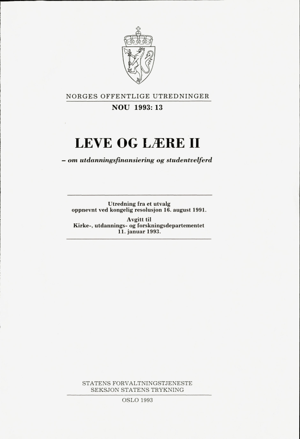 NORGES OFFENTLIGE UTREDNINGER
NOU 1993: 13
LEVE OG LÆRE II
– om utdanningsfinansiering og studentvelferd
Utredning fra et utvalg
oppnevnt ved kongelig resolusjon 16. august 1991.
Avgitt til
Kirke-, utdannings- og forskningsdepartementet
11. januar 1993.
STATENS FORVALTNINGSTJENESTE
SEKSJON STATENS TRYKNING
OSLO 1993